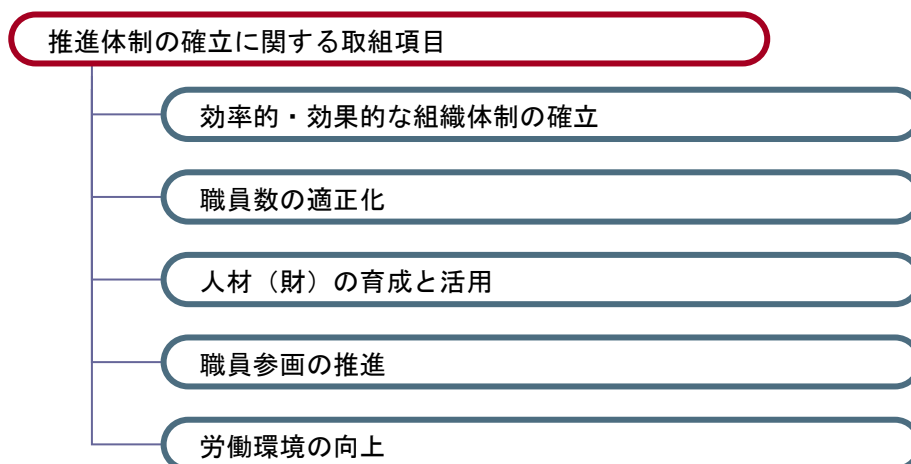 推進体制の確立に関する取組項目
効率的・効果的な組織体制の確立
職員数の適正化
人材（財）の育成と活用
職員参画の推進
労働環境の向上